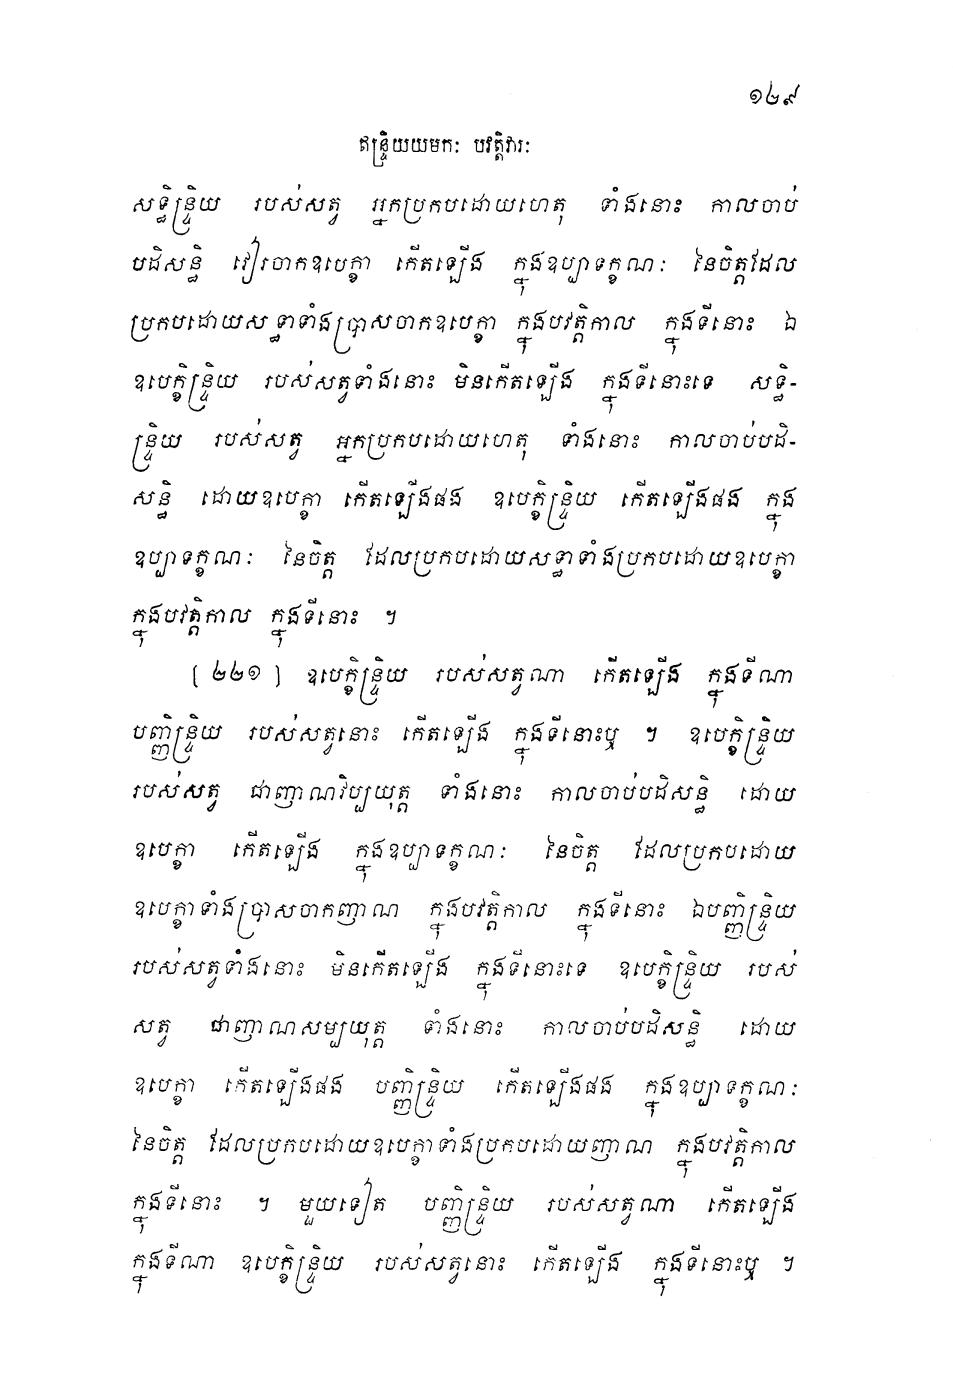 ១២៩
ឥន្ទ្រិយយមកៈ បវត្តិវារៈ
សទ្ធិន្ទ្រិយ របស់សត្វ អ្នកប្រកបដោយហេតុ ទាំងនោះ កាលចាប់
បដិសន្ធិ វៀរចាកឧបេក្ខា កើតឡើង ក្នុងឧប្បាទក្ខណៈ នៃចិត្តដែល
ប្រកបដោយសទ្ធាទាំងប្រាសចាកឧបេក្ខា ក្នុងបវត្តិកាល ក្នុងទីនោះ ឯ
ឧបេក្ខិន្ទ្រិយ របស់សត្វទាំងនោះ មិនកើតឡើង ក្នុងទីនោះទេ សទ្ធិ-
ន្ទ្រិយ របស់សត្វ អ្នកប្រកបដោយហេតុ ទាំងនោះ កាលចាប់បដិ-
សន្ធិ ដោយឧបេក្ខា កើតឡើងផង ឧបេក្ខិន្ទ្រិយ កើតឡើងផង ក្នុង
ឧប្បាទក្ខណៈ នៃចិត្ត ដែលប្រកបដោយសទ្ធាទាំងប្រកបដោយឧបេក្ខា
ក្នុងបវត្តិកាល ក្នុងទីនោះ ។
[ ២២១ ] ឧបេក្ខិន្ទ្រិយ របស់សត្វណា កើតឡើង ក្នុងទីណា
បញ្ញិន្ទ្រិយ របស់សត្វនោះ កើតឡើង ក្នុងទីនោះឬ ។ ឧបេក្ខិន្ទ្រិយ
របស់សត្វ ជាញាណវិប្បយុត្ត ទាំងនោះ កាលចាប់បដិសន្ធិ ដោយ
ឧបេក្ខា កើតឡើង ក្នុងឧប្បាទក្ខណៈ នៃចិត្ត ដែលប្រកបដោយ
ឧបេក្ខាទាំងប្រាសចាកញាណ ក្នុងបវត្តិកាល ក្នុងទីនោះ ឯបញ្ញិន្ទ្រិយ
របស់សត្វទាំងនោះ មិនកើតឡើង ក្នុងទីនោះទេ ឧបេក្ខិន្ទ្រិយ របស់
សត្វ ជាញាណសម្បយុត្ត ទាំងនោះ កាលចាប់បដិសន្ធិ ដោយ
ឧបេក្ខា កើតឡើងផង បញ្ញិន្ទ្រិយ កើតឡើងផង ក្នុងឧប្បាទក្ខណៈ
នៃចិត្ត ដែលប្រកបដោយឧបេក្ខាទាំងប្រកបដោយញាណ ក្នុងបវត្តិកាល
ក្នុងទីនោះ ។ មួយទៀត បញ្ញិន្ទ្រិយ របស់សត្វណា កើតឡើង
ក្នុងទីណា ឧបេក្ខិន្ទ្រិយ របស់សត្វនោះ កើតឡើង ក្នុងទីនោះឬ ។